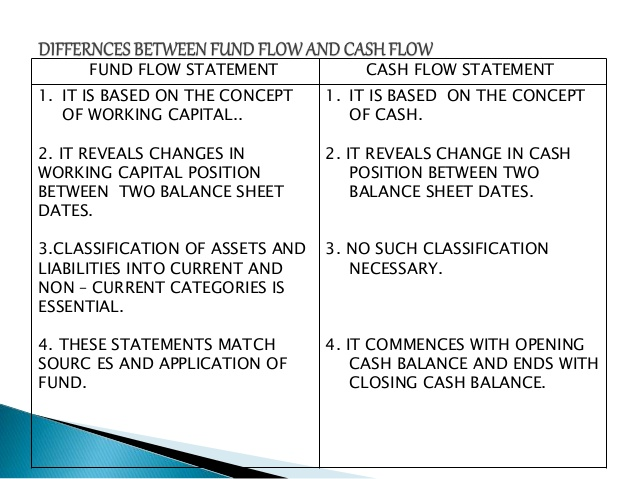 DIFFERNCES BETWEEN FUND FLOW AND CASH FLOW
FUND FLOW STATEMENT
1. IT IS BASED ON THE CONCEPT
OF WORKING CAPITAL..
2. IT REVEALS CHANGES IN
WORKING CAPITAL POSITION
BETWEEN TWO BALANCE SHEET
DATES.
3.CLASSIFICATION OF ASSETS AND
LIABILITIES INTO CURRENT AND
NON – CURRENT CATEGORIES IS
ESSENTIAL.
4. THESE STATEMENTS MATCH
SOURC ES AND APPLICATION OF
FUND.
CASH FLOW STATEMENT
1. IT IS BASED ON THE CONCEPT
OF CASH.
2. IT REVEALS CHANGE IN CASH
POSITION BETWEEN TWO
BALANCE SHEET DATES.
3. NO SUCH CLASSIFICATION
NECESSARY.
4. IT COMMENCES WITH OPENING
CASH BALANCE AND ENDS WITH
CLOSING CASH BALANCE.